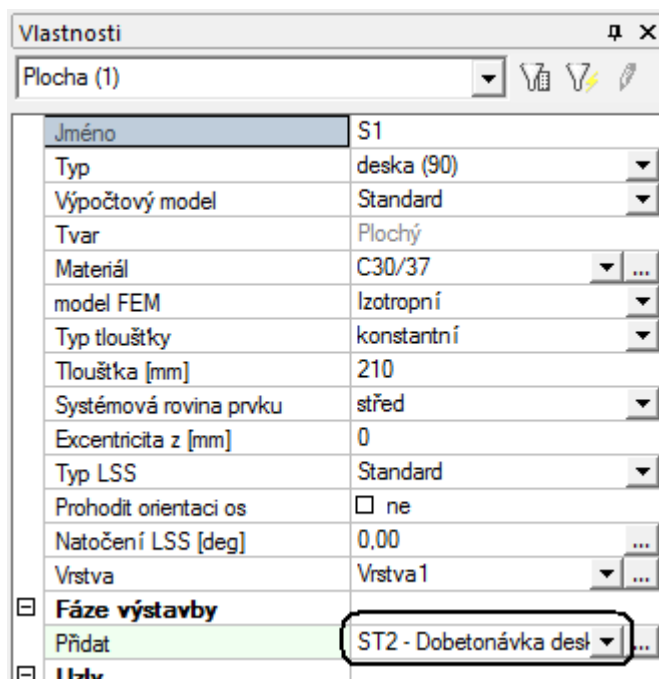 Vlastnosti
Plocha (1)
Jméno S1
Typ deska (90)
Výpočtový model Standard
Tvar Plochý
Materiál C30/37 ...
model FEM Izotropní
Typ tloušťky konstantní
Tloušťka [mm] 210
Systémová rovina prvku střed
Excentricita z [mm] 0
Typ LSS Standard
Prohodit orientaci os ne
Natočení LSS [deg] 0,00 ...
Vrstva Vrstva1 ...
Fáze výstavby
Přidat ST2 - Dobetonávka desk ...
Uzly